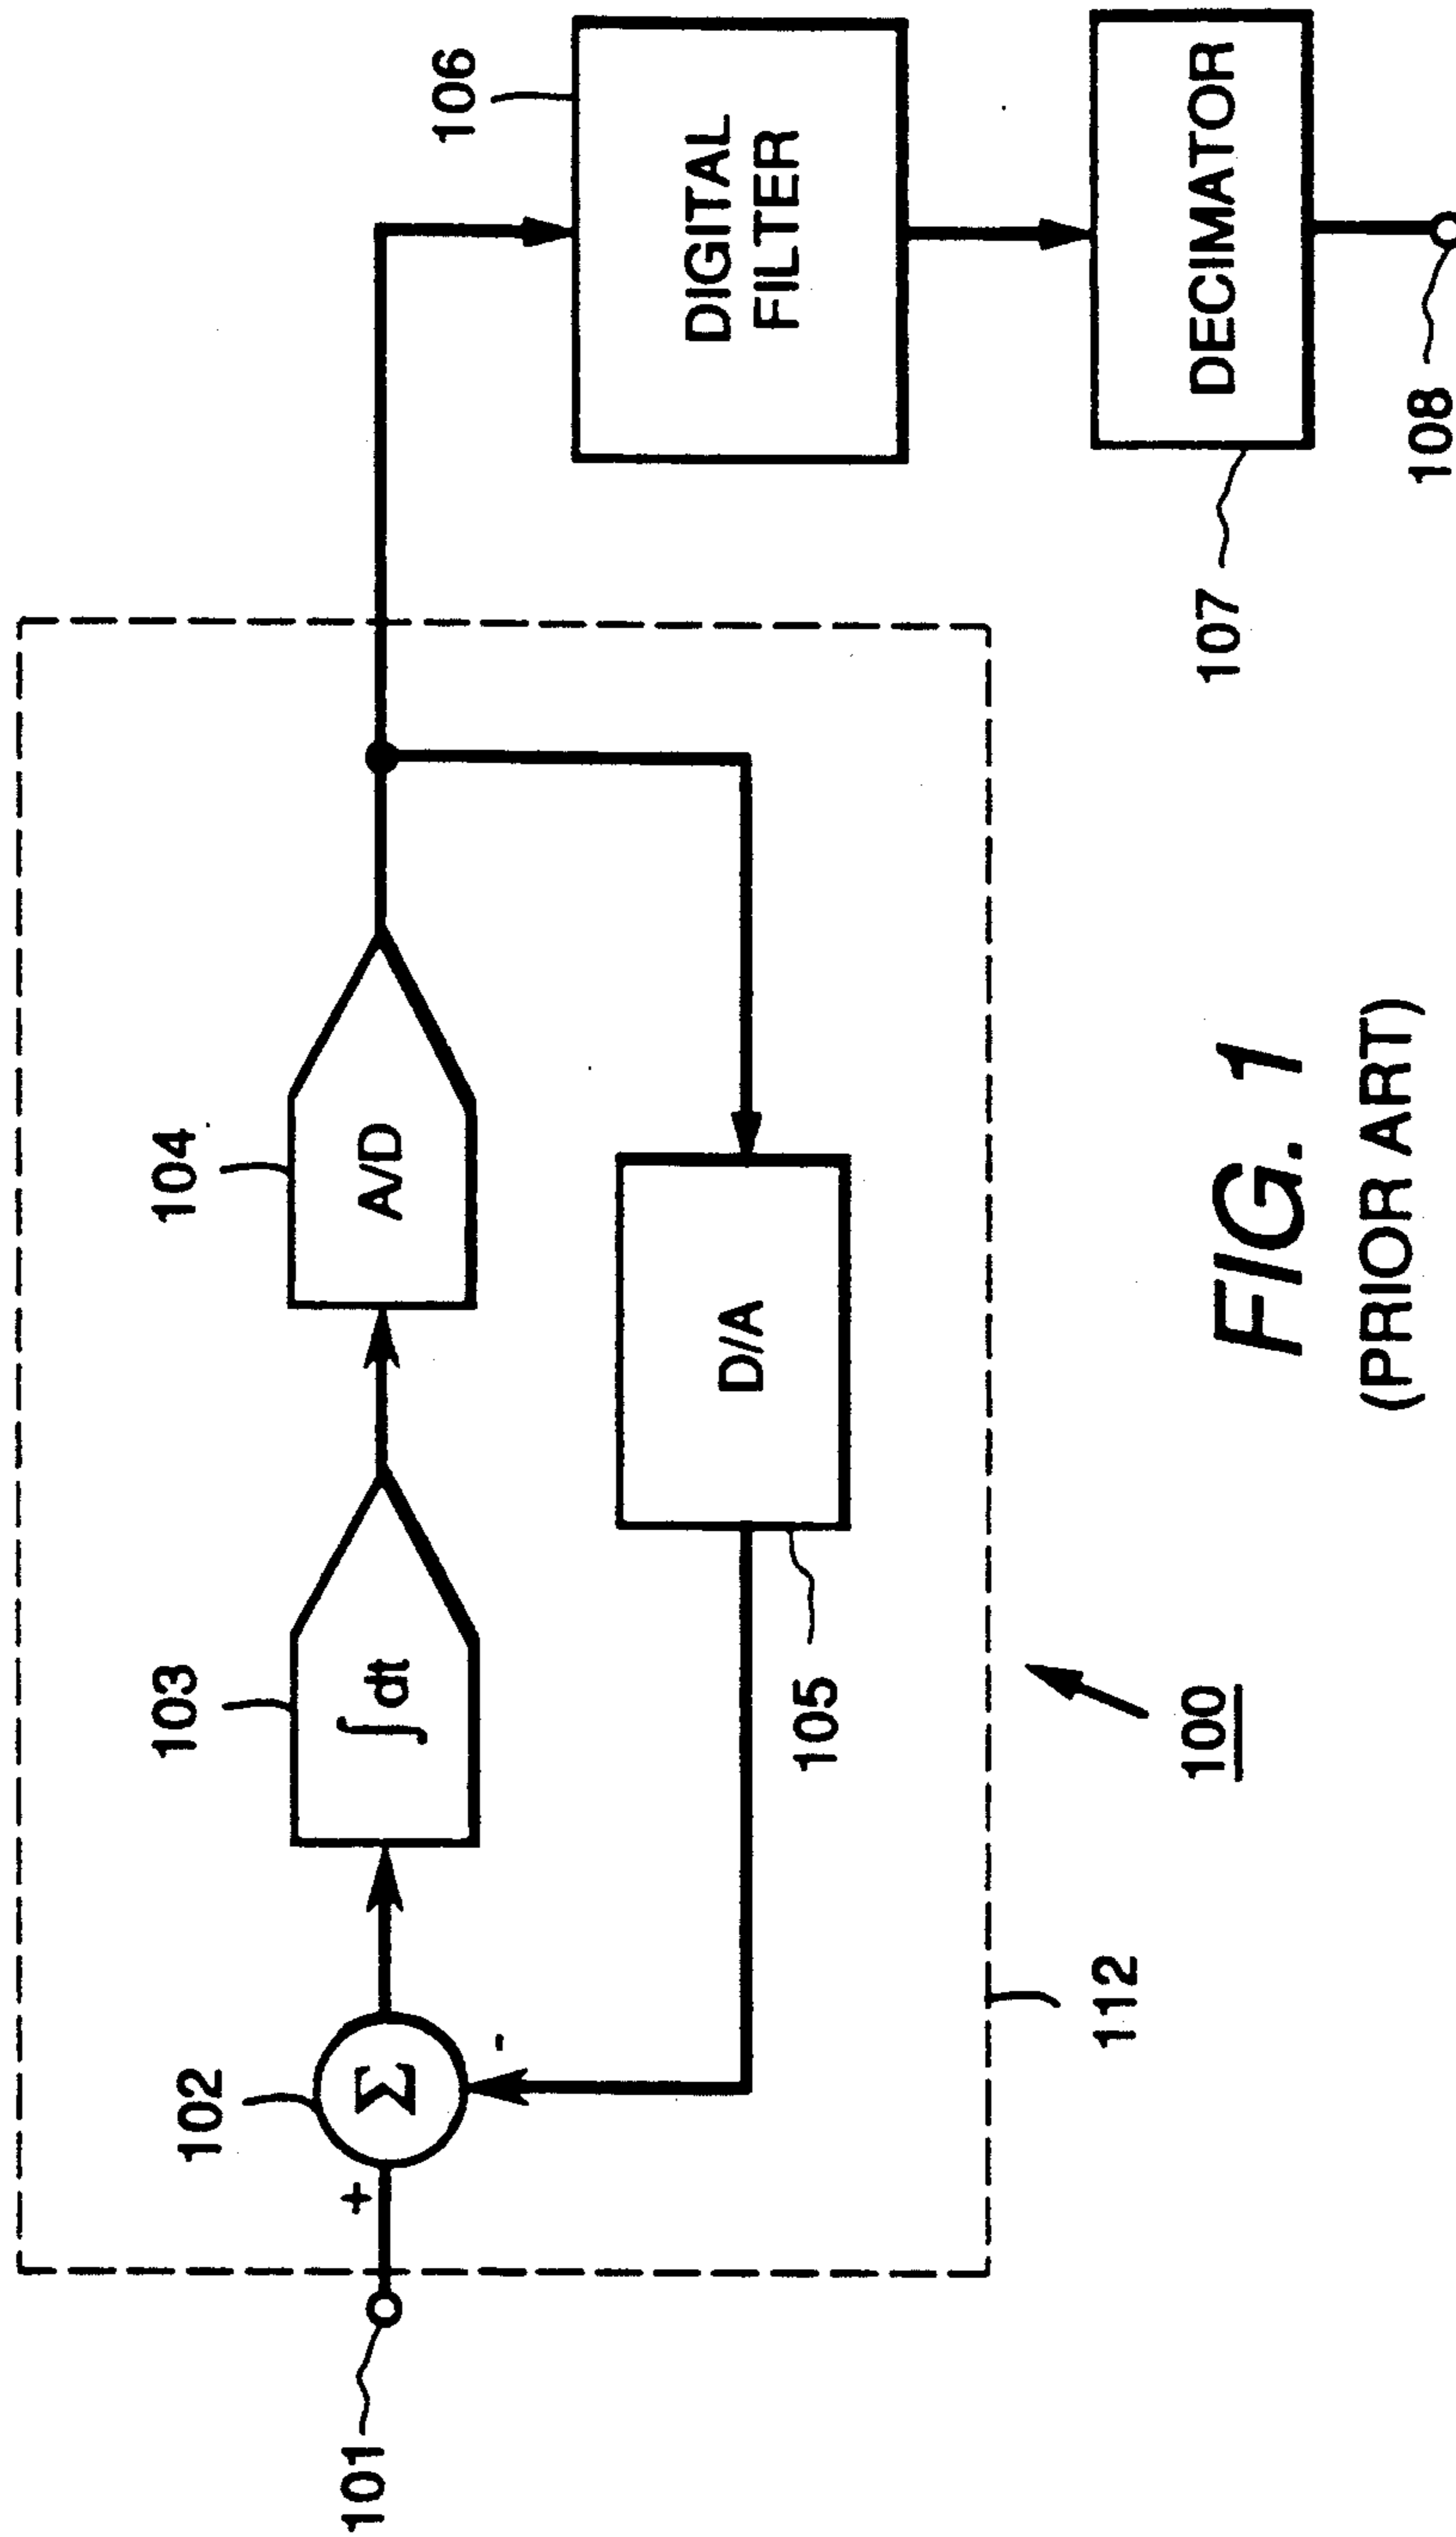 106
104
103
102
+
Σ
∫ dt
A/D
DIGITAL
FILTER
101
-
D/A
105
DECIMATOR
107
108
112
100
FIG. 1
(PRIOR ART)